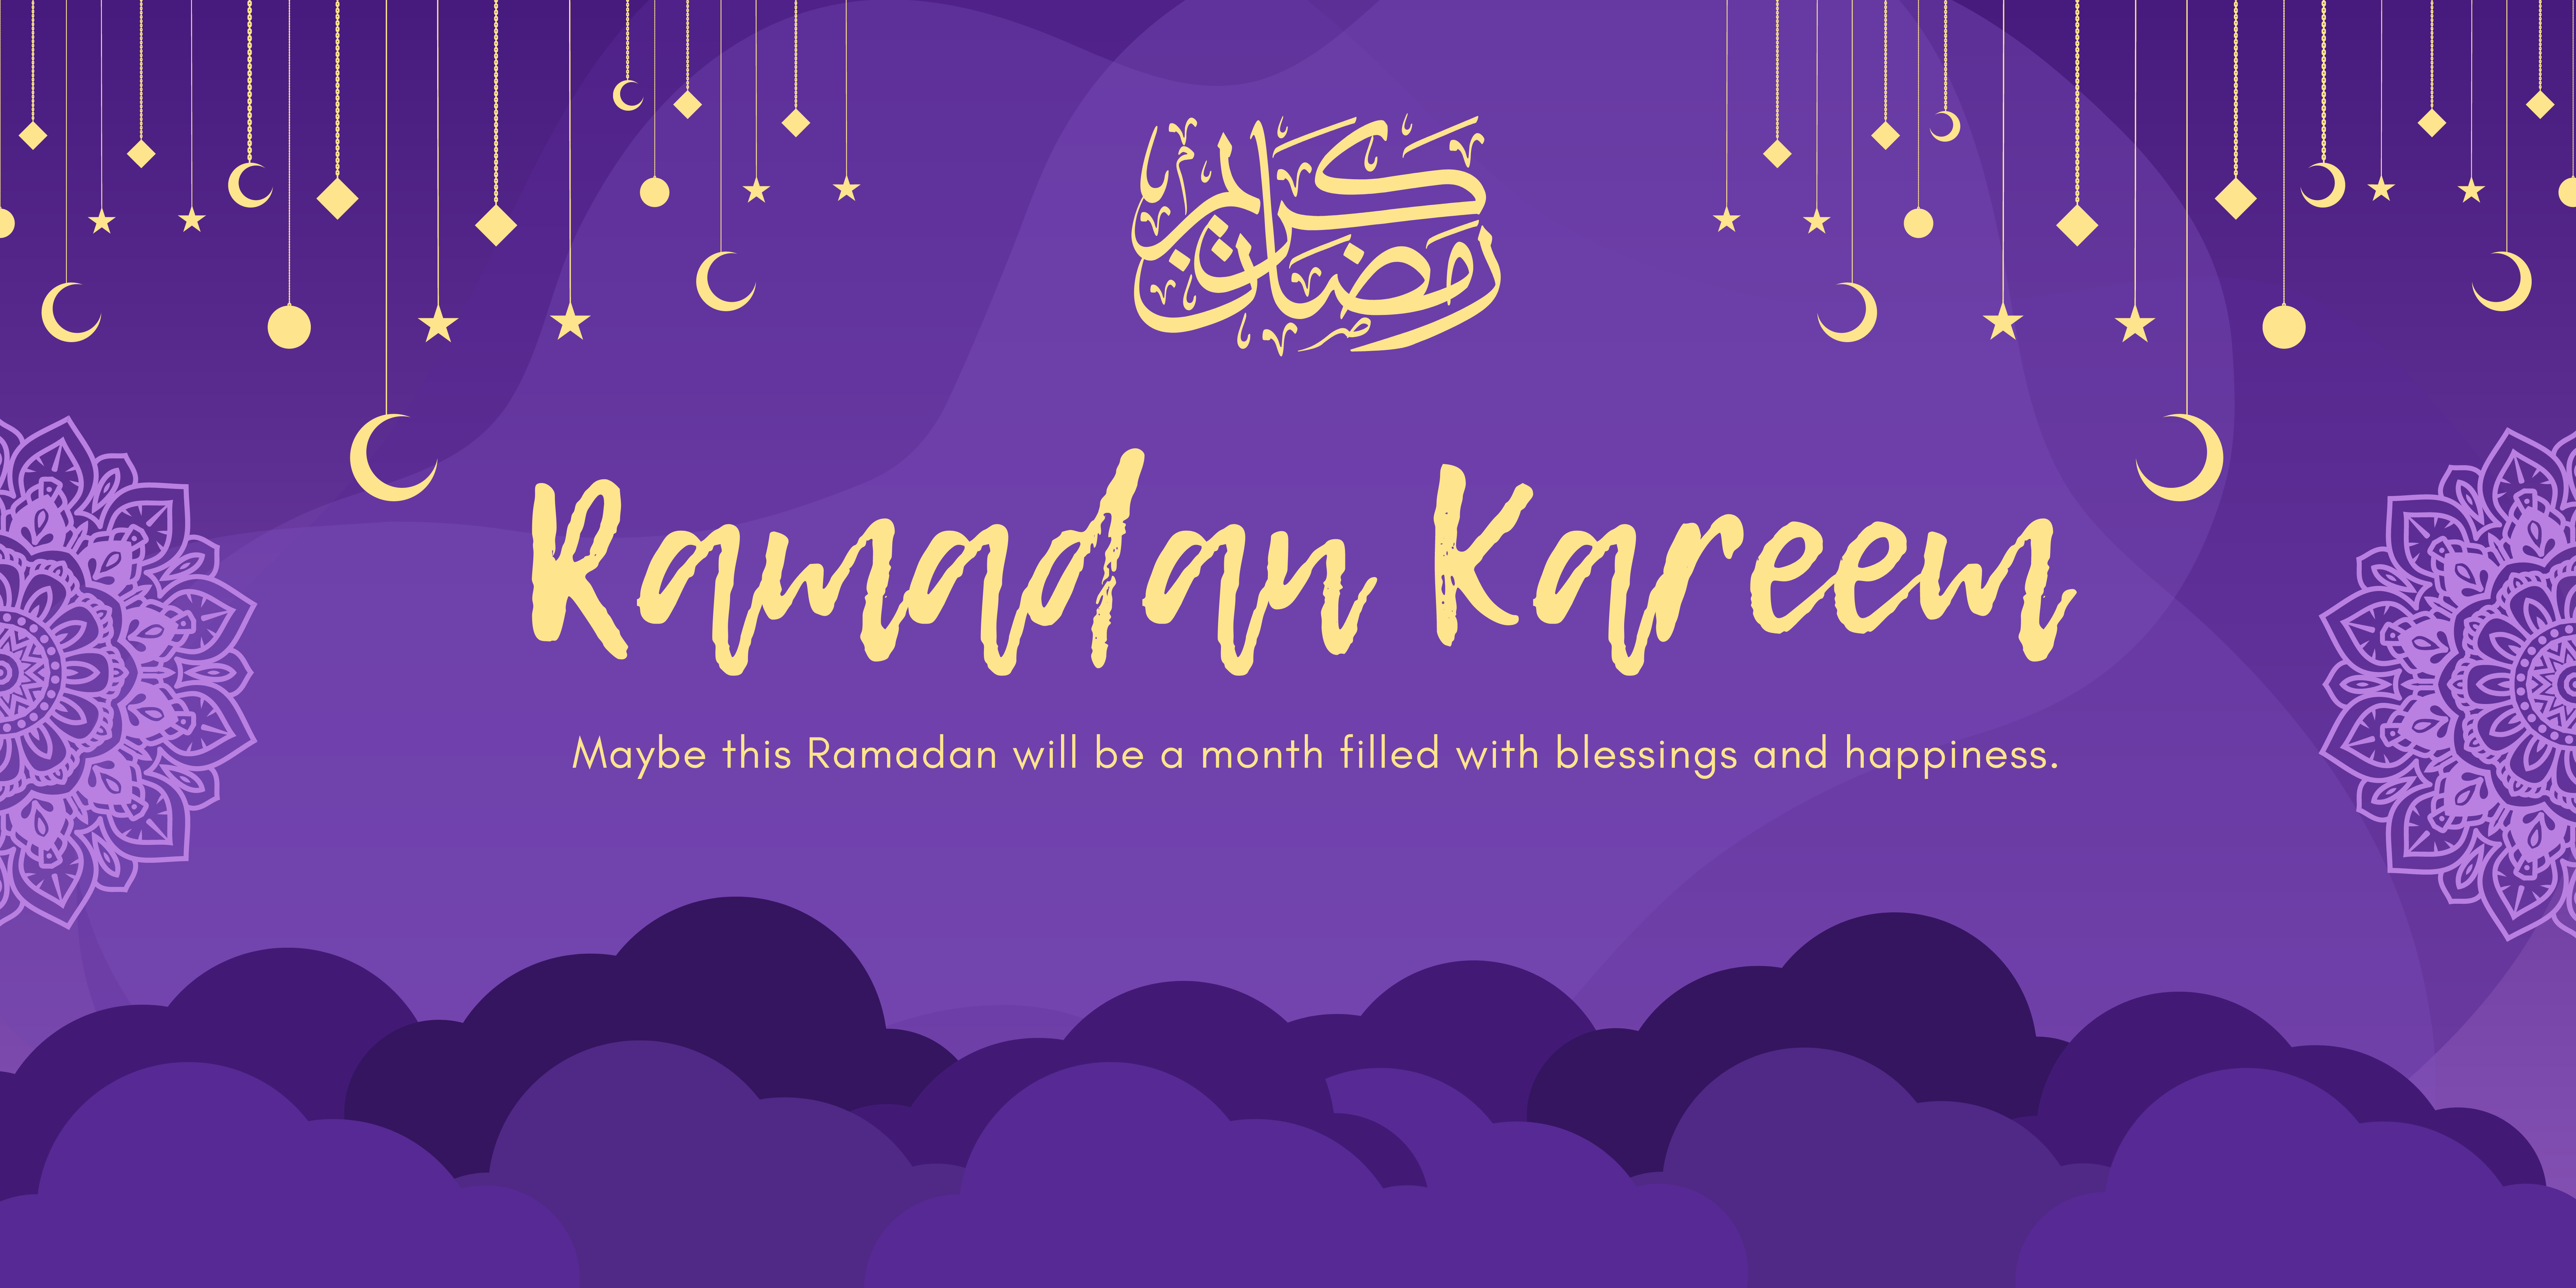 رمضان كريم
Ramadan Kareem
Maybe this Ramadan will be a month filled with blessings and happiness.